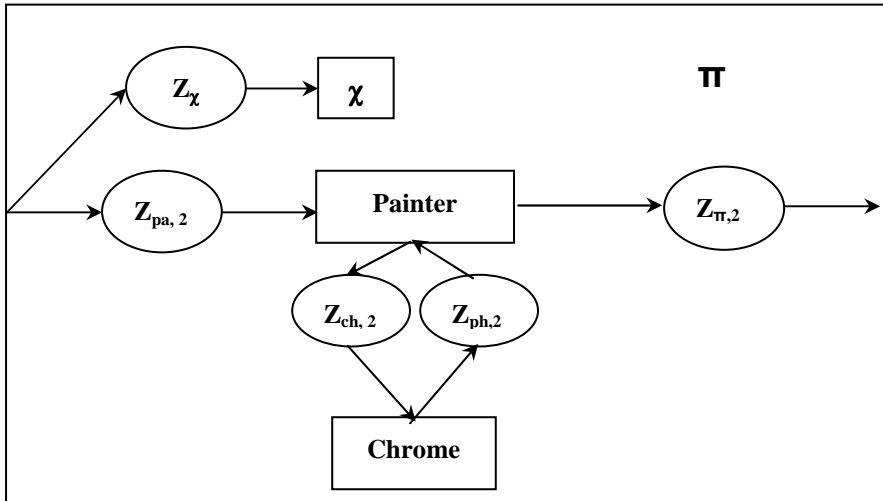 Z_χ
χ
π
Z_pa, 2
Painter
Z_π,2
Z_ch, 2
Z_ph,2
Chrome